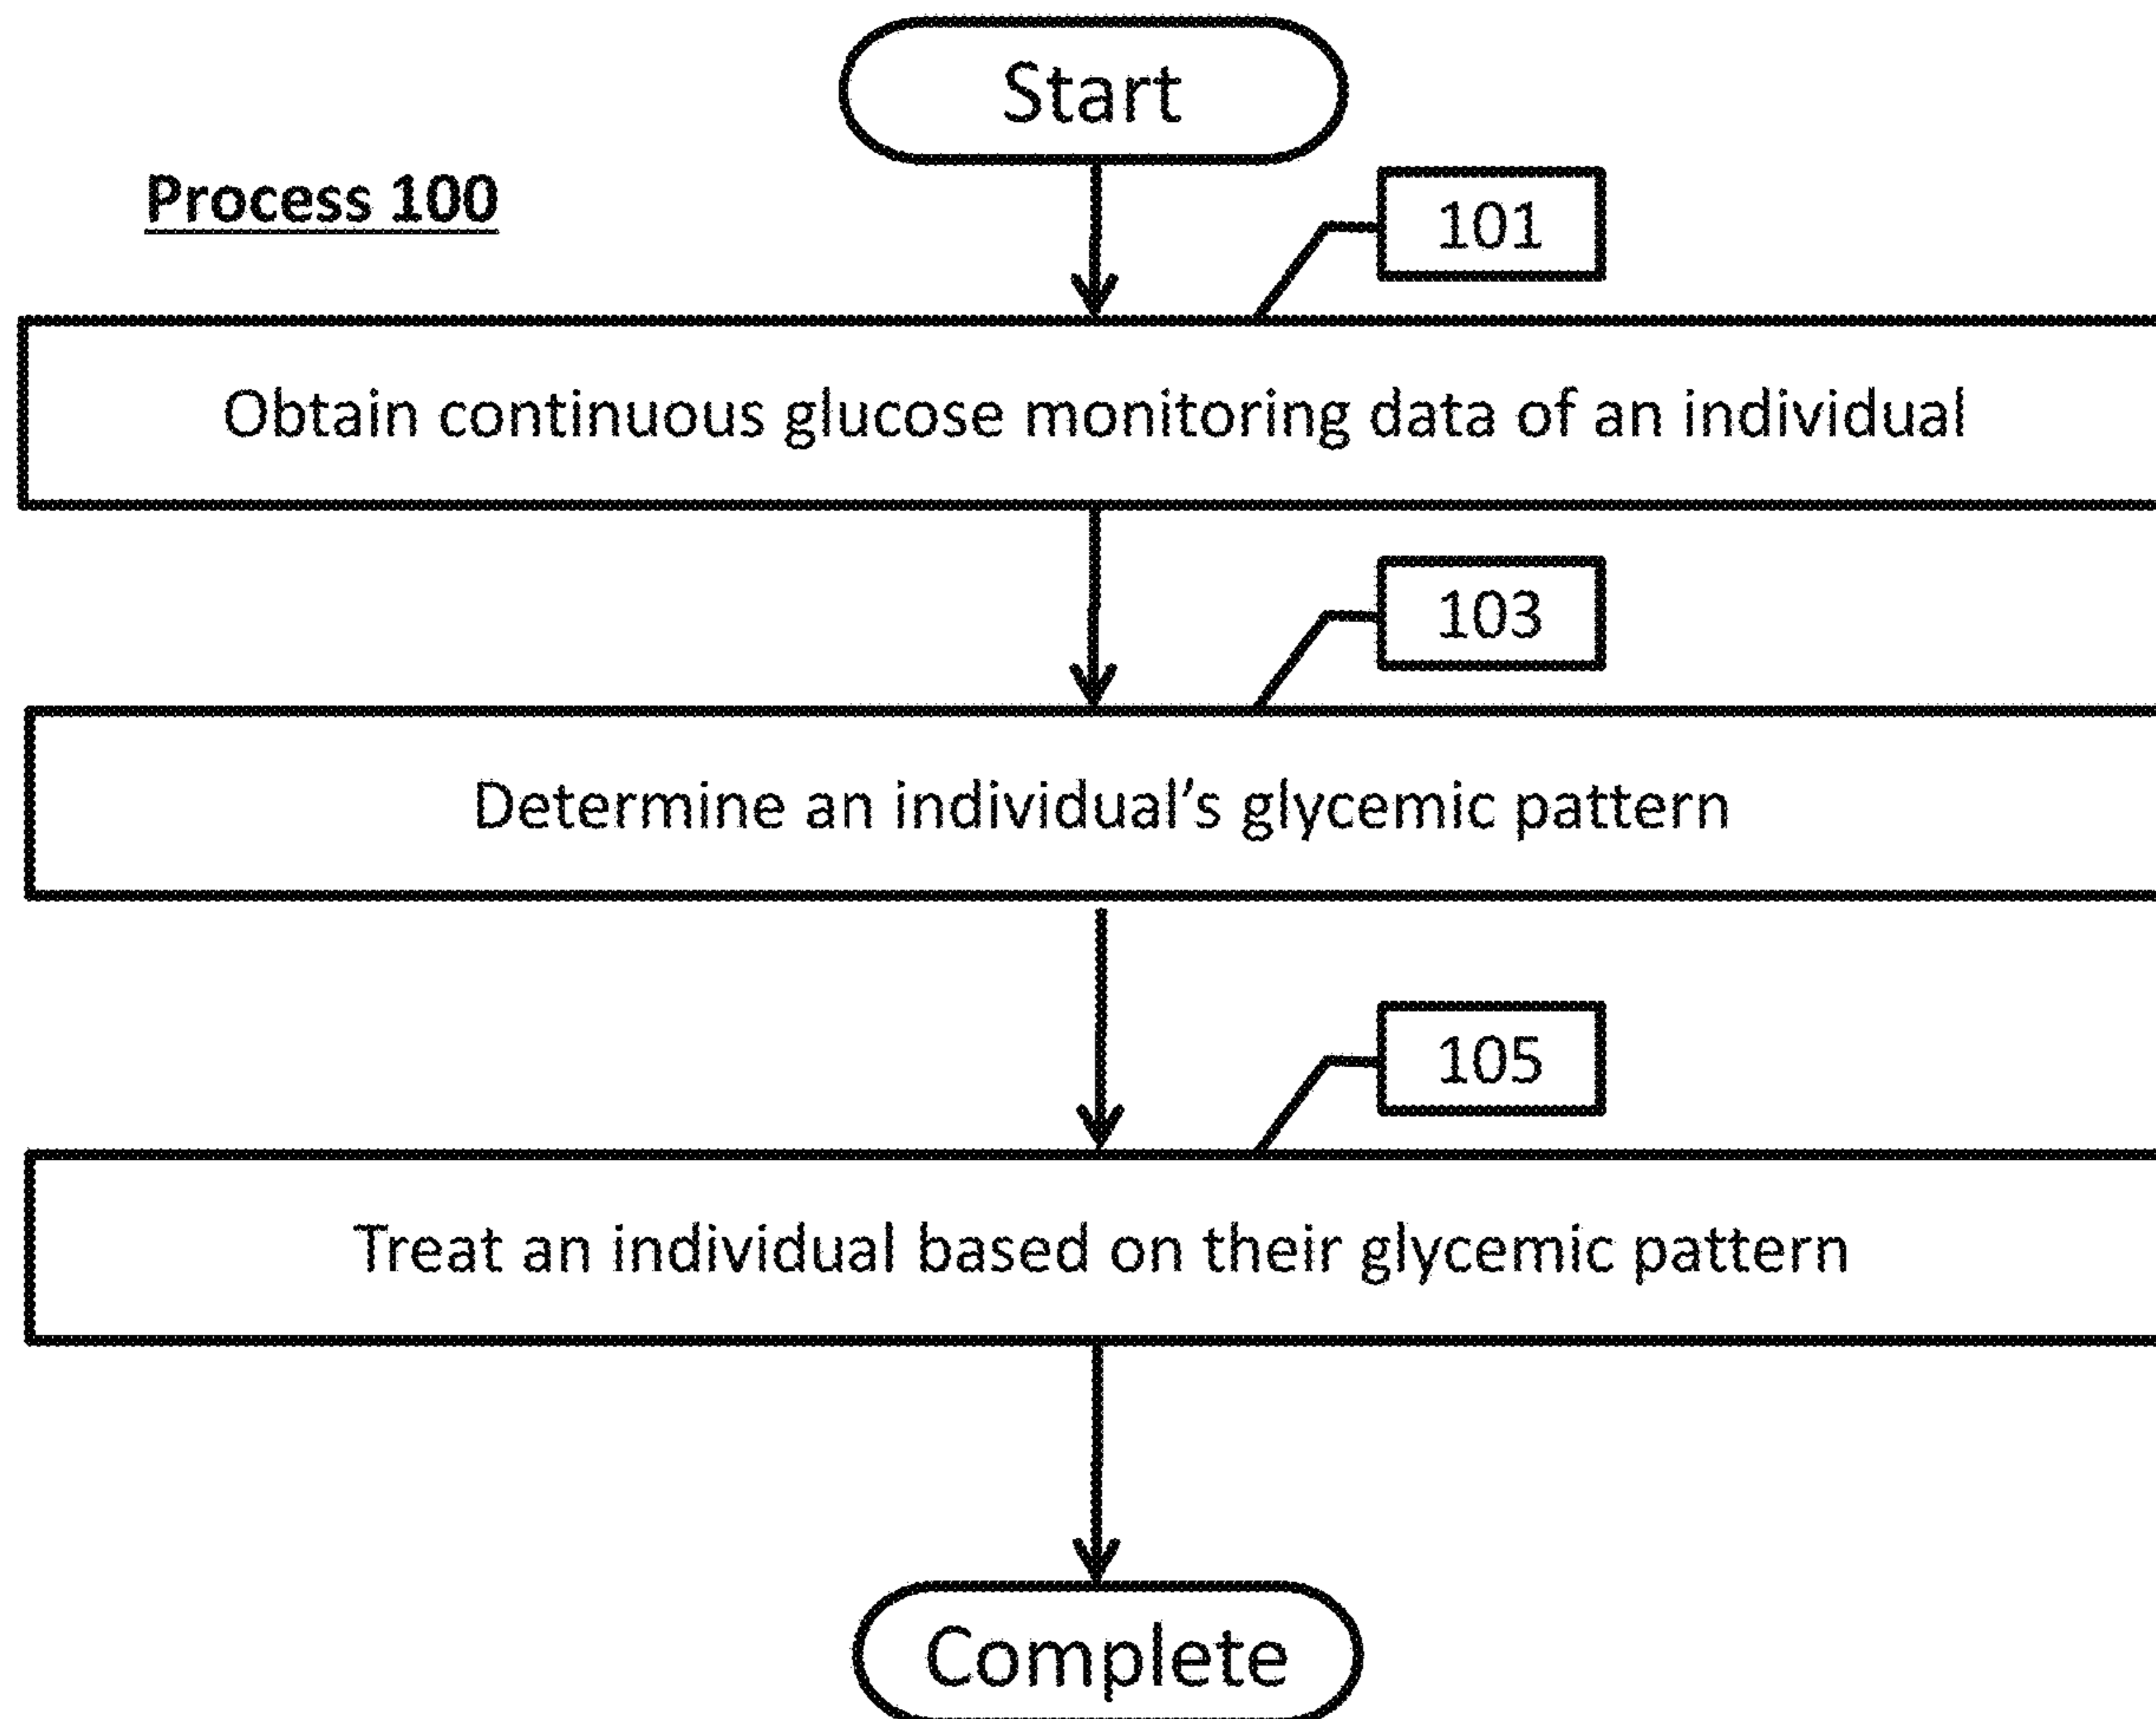 Start
Process 100
101
Obtain continuous glucose monitoring data of an individual
103
Determine an individual’s glycemic pattern
105
Treat an individual based on their glycemic pattern
Complete